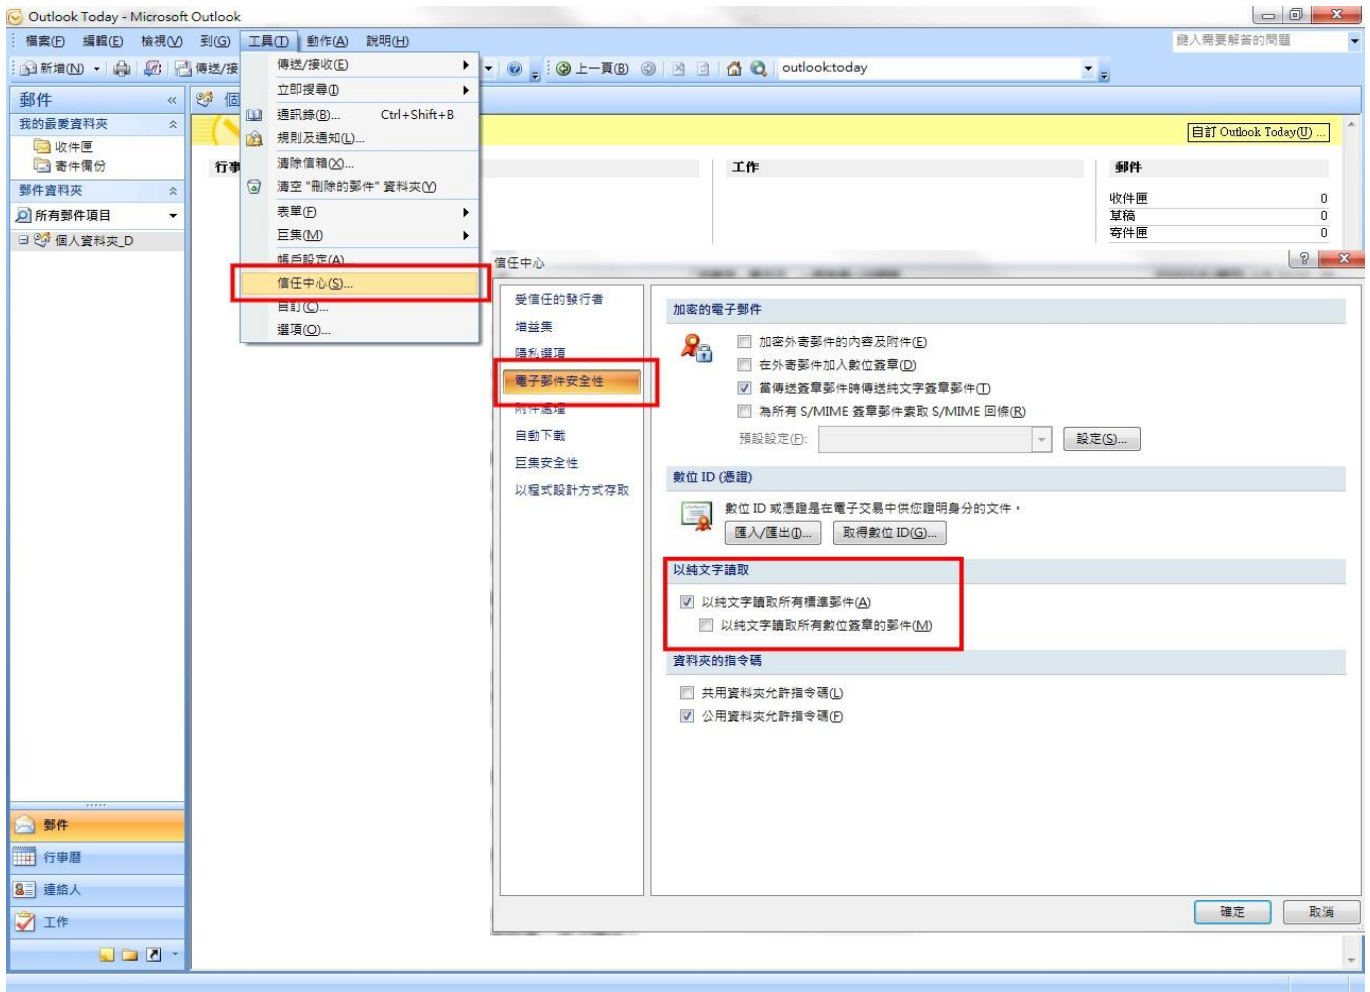 Outlook Today - Microsoft Outlook
檔案(F) 編輯(E) 檢視(V) 到(G) 工具(T) 動作(A) 說明(H)
鍵入需要解答的問題
新增(N) 傳送/接
上一頁(B) outlook:today
郵件
我的最愛資料夾
收件匣
寄件備份
郵件資料夾
所有郵件項目
個人資料夾_D
郵件
行事曆
連絡人
工作
個
自訂 Outlook Today(U) ...
行事
工作
郵件
收件匣 0
草稿 0
寄件匣 0
傳送/接收(E)
立即搜尋(I)
通訊錄(B)... Ctrl+Shift+B
規則及通知(L)...
清除信箱(X)...
清空 "刪除的郵件" 資料夾(Y)
表單(F)
巨集(M)
帳戶設定(A)...
信任中心(S)...
自訂(C)...
選項(O)...
信任中心
受信任的發行者
增益集
隱私選項
電子郵件安全性
附件處理
自動下載
巨集安全性
以程式設計方式存取
加密的電子郵件
加密外寄郵件的內容及附件(E)
在外寄郵件加入數位簽章(D)
當傳送簽章郵件時傳送純文字簽章郵件(T)
為所有 S/MIME 簽章郵件索取 S/MIME 回條(R)
預設設定(F): 設定(S)...
數位 ID (憑證)
數位 ID 或憑證是在電子交易中供您證明身分的文件。
匯入/匯出(I)... 取得數位 ID(G)...
以純文字讀取
以純文字讀取所有標準郵件(A)
以純文字讀取所有數位簽章的郵件(M)
資料夾的指令碼
共用資料夾允許指令碼(L)
公用資料夾允許指令碼(F)
確定 取消